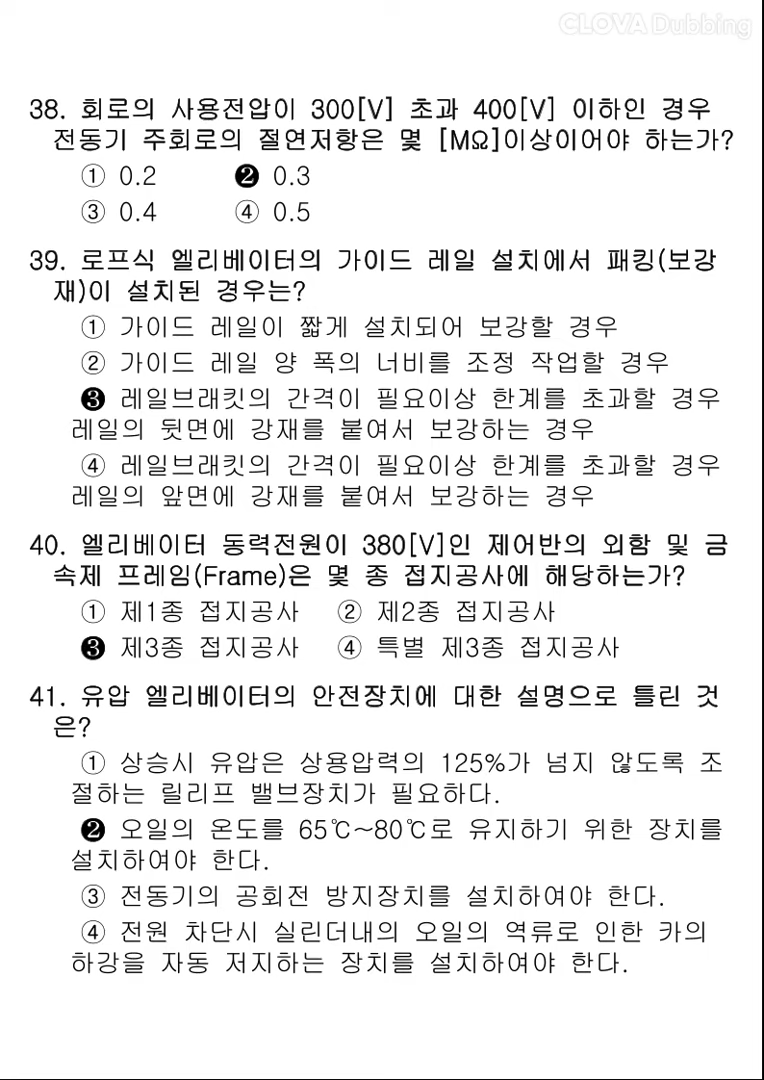 CLOVA Dubbing
38. 회로의 사용전압이 300[V] 초과 400[V] 이하인 경우
전동기 주회로의 절연저항은 몇 [MΩ]이상이어야 하는가?
① 0.2 ❷ 0.3
③ 0.4 ④ 0.5
39. 로프식 엘리베이터의 가이드 레일 설치에서 패킹(보강
재)이 설치된 경우는?
① 가이드 레일이 짧게 설치되어 보강할 경우
② 가이드 레일 양 폭의 너비를 조정 작업할 경우
❸ 레일브래킷의 간격이 필요이상 한계를 초과할 경우
레일의 뒷면에 강재를 붙여서 보강하는 경우
④ 레일브래킷의 간격이 필요이상 한계를 초과할 경우
레일의 앞면에 강재를 붙여서 보강하는 경우
40. 엘리베이터 동력전원이 380[V]인 제어반의 외함 및 금
속제 프레임(Frame)은 몇 종 접지공사에 해당하는가?
① 제1종 접지공사 ② 제2종 접지공사
❸ 제3종 접지공사 ④ 특별 제3종 접지공사
41. 유압 엘리베이터의 안전장치에 대한 설명으로 틀린 것
은?
① 상승시 유압은 상용압력의 125%가 넘지 않도록 조
절하는 릴리프 밸브장치가 필요하다.
❷ 오일의 온도를 65℃~80℃로 유지하기 위한 장치를
설치하여야 한다.
③ 전동기의 공회전 방지장치를 설치하여야 한다.
④ 전원 차단시 실린더내의 오일의 역류로 인한 카의
하강을 자동 저지하는 장치를 설치하여야 한다.